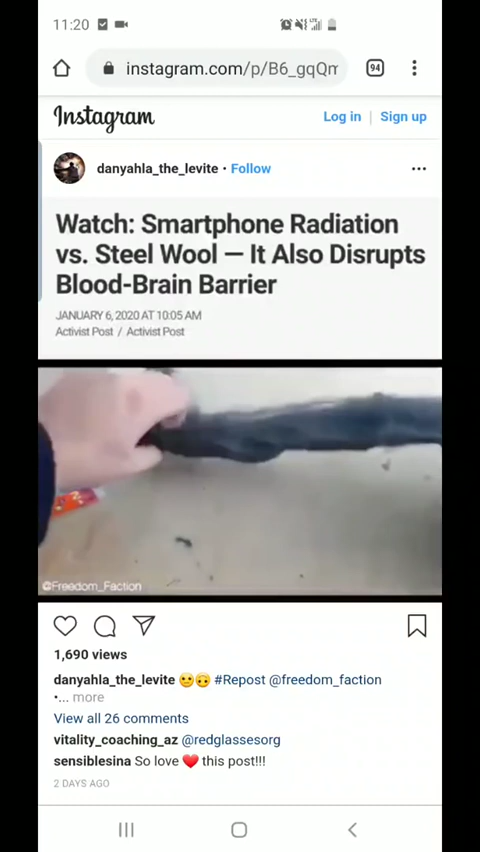 11:20 LTE
instagram.com/p/B6_gqQr 94
Instagram Log in | Sign up
danyahla_the_levite • Follow
Watch: Smartphone Radiation
vs. Steel Wool — It Also Disrupts
Blood-Brain Barrier
JANUARY 6, 2020 AT 10:05 AM
Activist Post / Activist Post
@Freedom_Faction
1,690 views
danyahla_the_levite 😕🙃 #Repost @freedom_faction
•... more
View all 26 comments
vitality_coaching_az @redglassesorg
sensiblesina So love ❤️ this post!!!
2 DAYS AGO